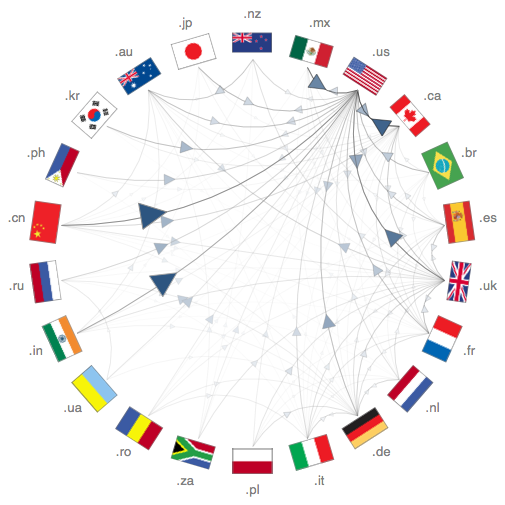 .nz
.jp
.mx
.au
.us
.kr
.ca
.ph
.br
.cn
.es
.ru
.uk
.in
.fr
.ua
.nl
.ro
.de
.za
.it
.pl